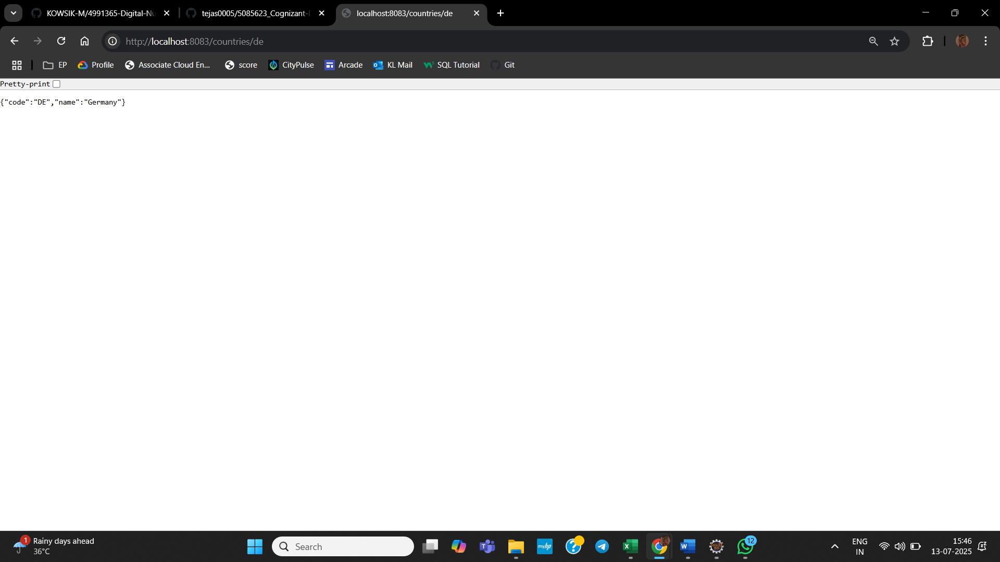 KOWSIK-M/4991365-Digital-Nu
tejas0005/5085623_Cognizant-
localhost:8083/countries/de
http://localhost:8083/countries/de
EP
Profile
Associate Cloud En...
score
CityPulse
Arcade
KL Mail
SQL Tutorial
Git
Pretty-print
{"code":"DE","name":"Germany"}
1
Rainy days ahead
36°C
Search
myhp
12
ENG
IN
15:46
13-07-2025